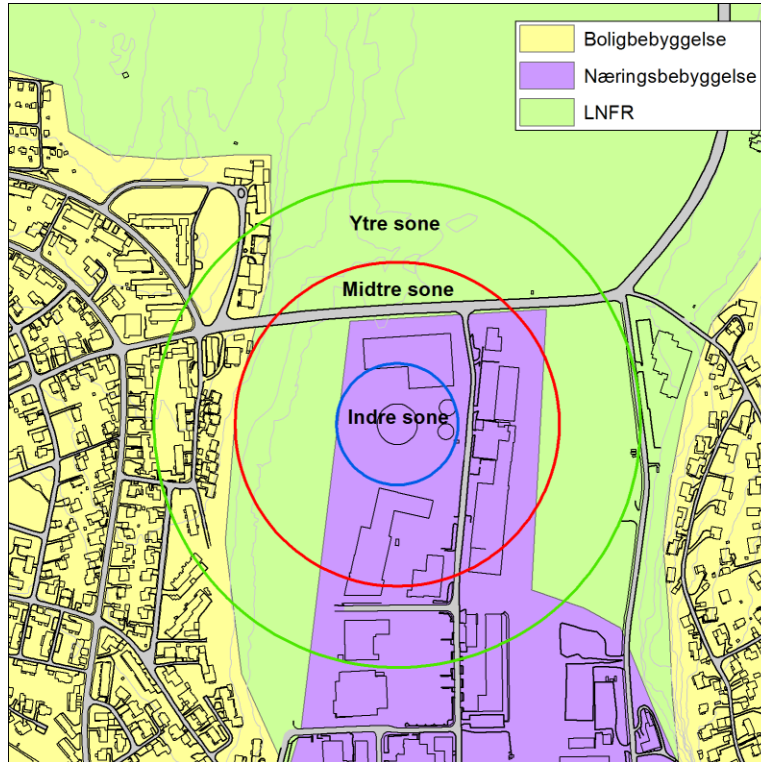 Boligbebyggelse
Næringsbebyggelse
LNFR
Ytre sone
Midtre sone
Indre sone